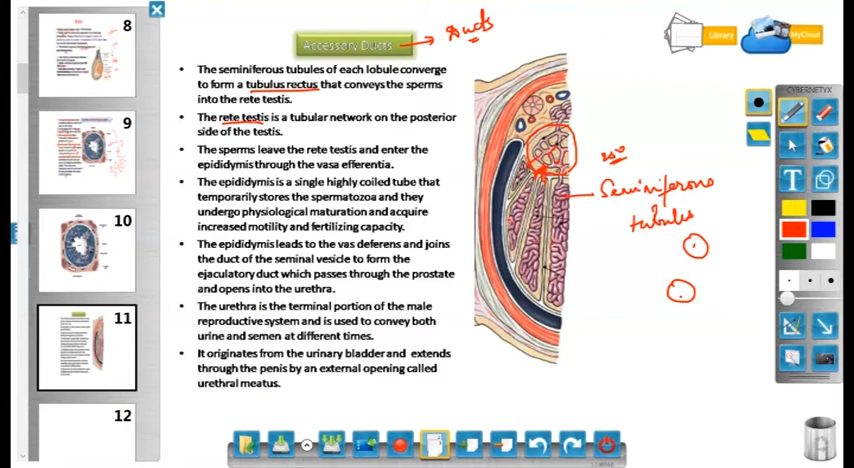 8
9
10
11
12
Accessory Ducts
Ducts
The seminiferous tubules of each lobule converge
to form a tubulus rectus that conveys the sperms
into the rete testis.
The rete testis is a tubular network on the posterior
side of the testis.
The sperms leave the rete testis and enter the
epididymis through the vasa efferentia.
The epididymis is a single highly coiled tube that
temporarily stores the spermatozoa and they
undergo physiological maturation and acquire
increased motility and fertilizing capacity.
The epididymis leads to the vas deferens and joins
the duct of the seminal vesicle to form the
ejaculatory duct which passes through the prostate
and opens into the urethra.
The urethra is the terminal portion of the male
reproductive system and is used to convey both
urine and semen at different times.
It originates from the urinary bladder and extends
through the penis by an external opening called
urethral meatus.
Seminiferous
tubules
Library
MyCloud
CYBERNETYX